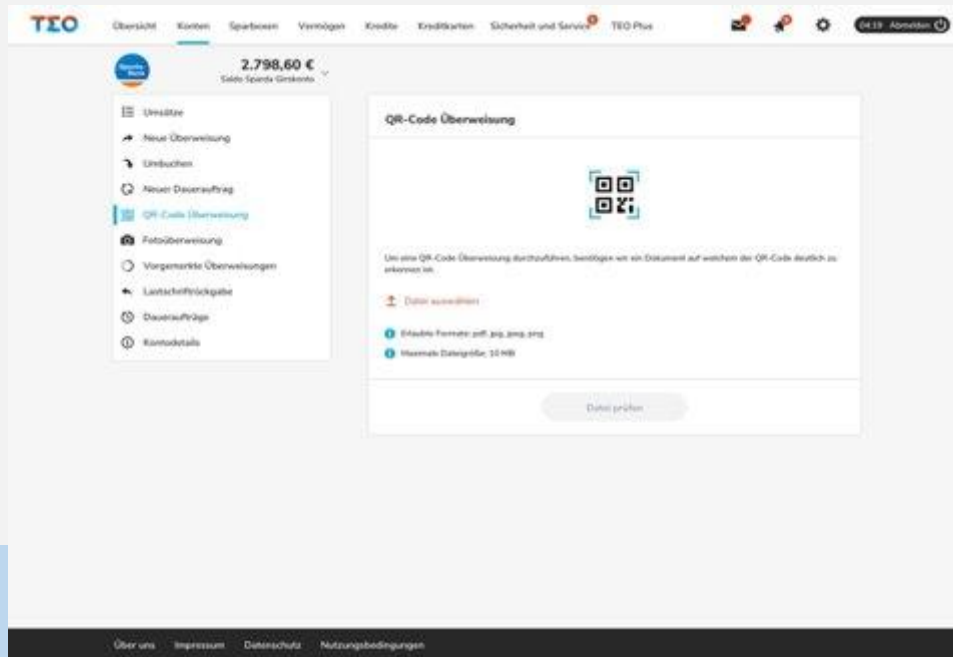 TEO
Übersicht Konten Sparboxen Vermögen Kredite Kreditkarten Sicherheit und Service TEO Plus 04:19 Abmelden
2.798,60 €
Saldo Sparda Girokonto
Umsätze
Neue Überweisung
Umbuchen
Neuer Dauerauftrag
QR-Code Überweisung
Fotoüberweisung
Vorgemerkte Überweisungen
Lastschriftrückgabe
Daueraufträge
Kontodetails
QR-Code Überweisung
Um eine QR-Code Überweisung durchzuführen, benötigen wir ein Dokument auf welchem der QR-Code deutlich zu
erkennen ist.
Datei auswählen
Erlaubte Formate: pdf, jpg, jpeg, png
Maximale Dateigröße: 10 MB
Datei prüfen
Über uns Impressum Datenschutz Nutzungsbedingungen